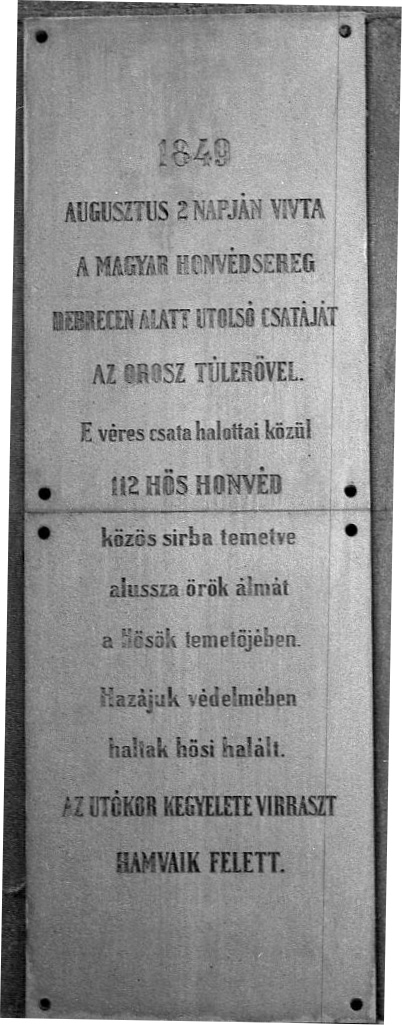 1849
AUGUSZTUS 2 NAPJÁN VIVTA
A MAGYAR HONVÉDSEREG
DEBRECEN ALATT UTOLSÓ CSATÁJÁT
AZ OROSZ TÚLERŐVEL.
E véres csata halottai közül
112 HŐS HONVÉD
közös sirba temetve
alussza örök álmát
a Hősök temetőjében.
Hazájuk védelmében
haltak hősi halált.
AZ UTÓKOR KEGYELETE VIRRASZT
HAMVAIK FELETT.